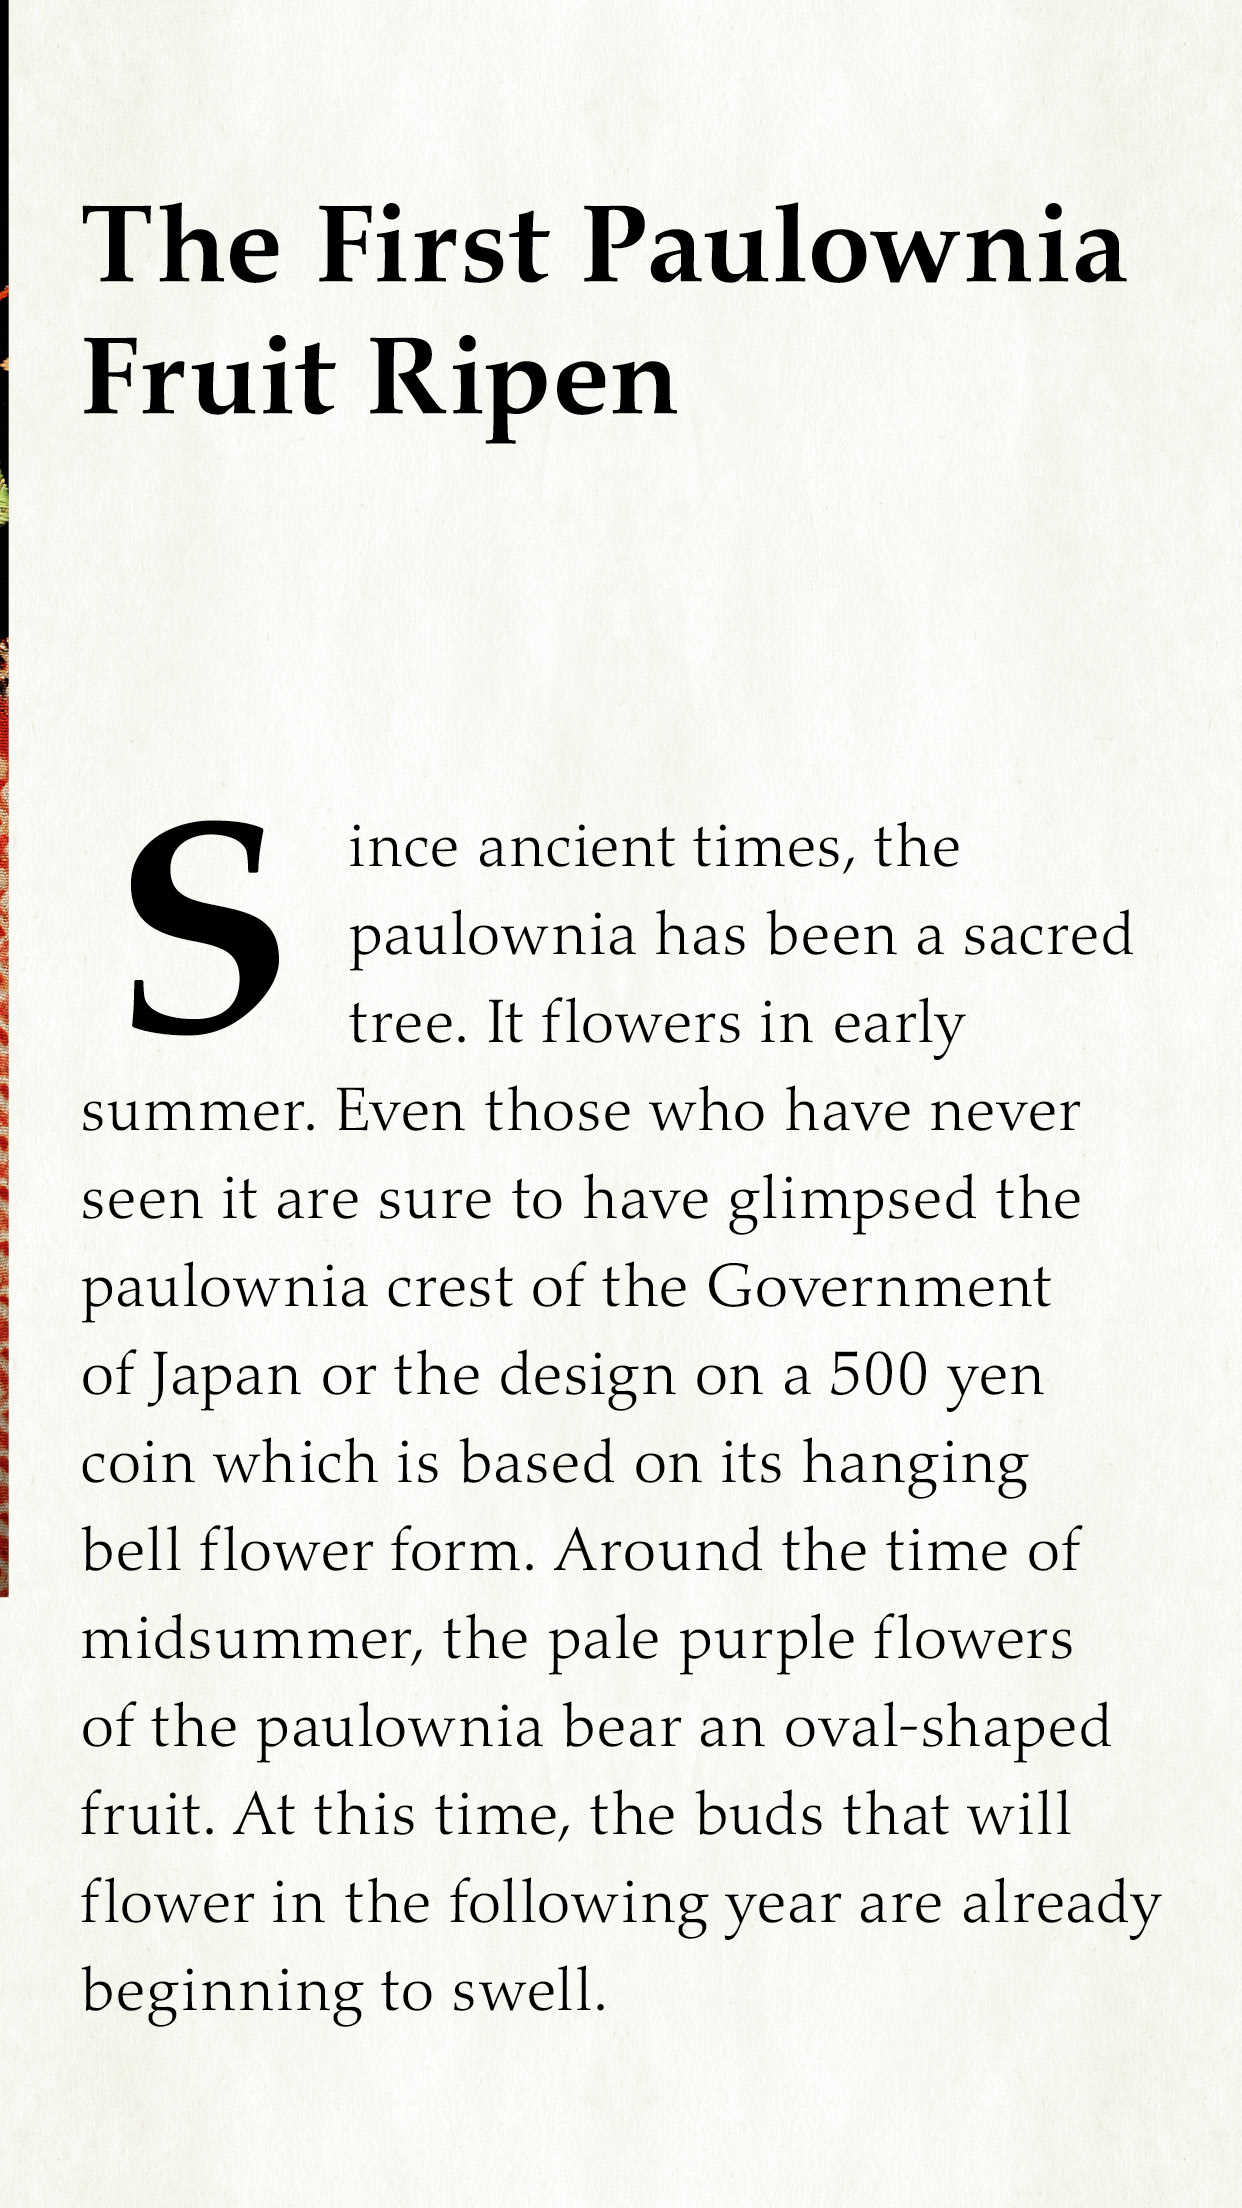 The First Paulownia
Fruit Ripen
Since ancient times, the
paulownia has been a sacred
tree. It flowers in early
summer. Even those who have never
seen it are sure to have glimpsed the
paulownia crest of the Government
of Japan or the design on a 500 yen
coin which is based on its hanging
bell flower form. Around the time of
midsummer, the pale purple flowers
of the paulownia bear an oval-shaped
fruit. At this time, the buds that will
flower in the following year are already
beginning to swell.